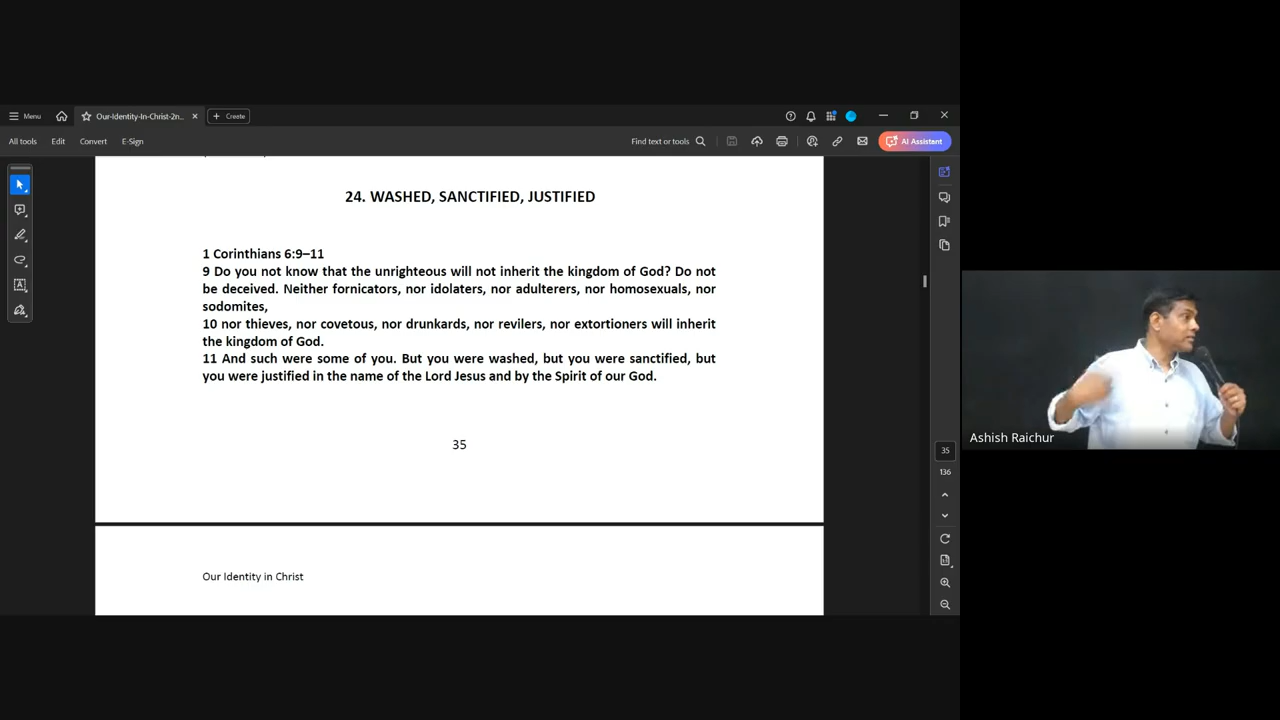 Menu
Our-Identity-In-Christ-2n...
Create
All tools
Edit
Convert
E-Sign
Find text or tools
AI Assistant
24. WASHED, SANCTIFIED, JUSTIFIED
1 Corinthians 6:9–11
9 Do you not know that the unrighteous will not inherit the kingdom of God? Do not
be deceived. Neither fornicators, nor idolaters, nor adulterers, nor homosexuals, nor
sodomites,
10 nor thieves, nor covetous, nor drunkards, nor revilers, nor extortioners will inherit
the kingdom of God.
11 And such were some of you. But you were washed, but you were sanctified, but
you were justified in the name of the Lord Jesus and by the Spirit of our God.
35
Our Identity in Christ
35
136
Ashish Raichur